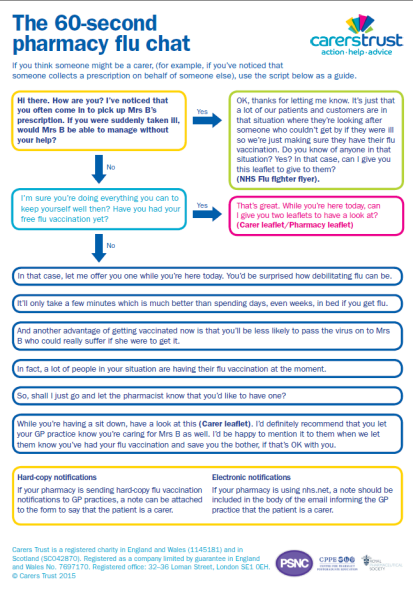 The 60-second
pharmacy flu chat
carerstrust
action·help·advice
If you think someone might be a carer, (for example, if you've noticed that
someone collects a prescription on behalf of someone else), use the script below as a guide.
Hi there. How are you? I've noticed that
you often come in to pick up Mrs B's
prescription. If you were suddenly taken ill,
would Mrs B be able to manage without
your help?
Yes
OK, thanks for letting me know. It's just that
a lot of our patients and customers are in
that situation where they're looking after
someone who couldn't get by if they were ill
so we're just making sure they have their flu
vaccination. Do you know of anyone in that
situation? Yes? In that case, can I give you
this leaflet to give to them?
(NHS Flu fighter flyer).
No
I'm sure you're doing everything you can to
keep yourself well then? Have you had your
free flu vaccination yet?
Yes
That's great. While you're here today, can
I give you two leaflets to have a look at?
(Carer leaflet/Pharmacy leaflet)
No
In that case, let me offer you one while you're here today. You'd be surprised how debilitating flu can be.
It'll only take a few minutes which is much better than spending days, even weeks, in bed if you get flu.
And another advantage of getting vaccinated now is that you'll be less likely to pass the virus on to Mrs
B who could really suffer if she were to get it.
In fact, a lot of people in your situation are having their flu vaccination at the moment.
So, shall I just go and let the pharmacist know that you'd like to have one?
While you're having a sit down, have a look at this (Carer leaflet). I'd definitely recommend that you let
your GP practice know you're caring for Mrs B as well. I'd be happy to mention it to them when we let
them know you've had your flu vaccination and save you the bother, if that's OK with you.
Hard-copy notifications
If your pharmacy is sending hard-copy flu vaccination
notifications to GP practices, a note can be attached
to the form to say that the patient is a carer.
Electronic notifications
If your pharmacy is using nhs.net, a note should be
included in the body of the email informing the GP
practice that the patient is a carer.
Carers Trust is a registered charity in England and Wales (1145181) and in
Scotland (SC042870). Registered as a company limited by guarantee in England
and Wales No. 7697170. Registered office: 32–36 Loman Street, London SE1 0EH.
© Carers Trust 2015
PSNC
CPPE
ROYAL
PHARMACEUTICAL
SOCIETY